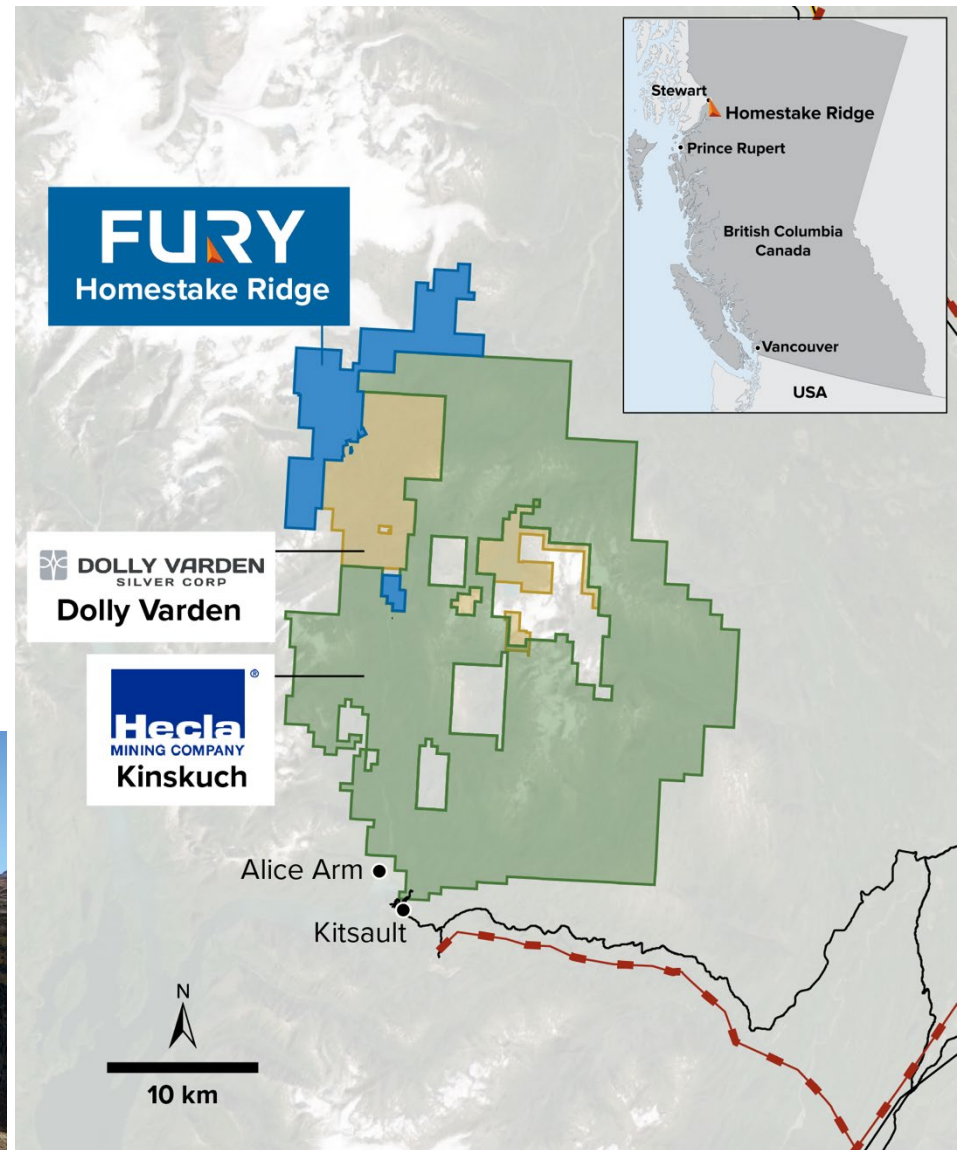 Stewart
Homestake Ridge
Prince Rupert
British Columbia
Canada
Vancouver
USA
FURY
Homestake Ridge
DOLLY VARDEN
SILVER CORP
Dolly Varden
Hecla
®
MINING COMPANY
Kinskuch
Alice Arm
Kitsault
N
10 km